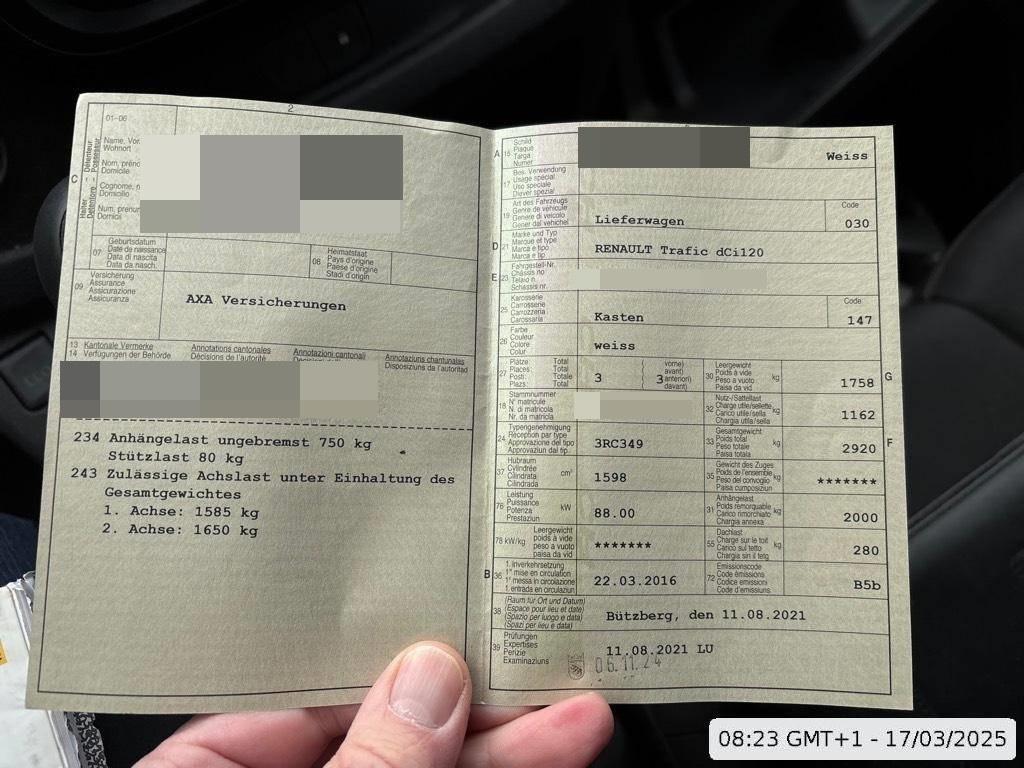 2
01-06
Name, Vor
Wohnort
Nom, préno
Domicile
Cognome, n
Domicilio
Num, prenum
Domicil
C
Halter Détenteur
Detentore Possessur
07
Geburtsdatum
Date de naissance
Data di nascita
Data da nasch.
08
Heimatstaat
Pays d'origine
Paese d'origine
Stadi d'origin
09
Versicherung
Assurance
Assicurazione
Assicuranza
AXA Versicherungen
13 Kantonale Vermerke
14 Verfügungen der Behörde
Annotations cantonales
Décisions de l'autorité
Annotazioni cantonali
Annotaziuns chantunalas
Disposiziuns da l'autoritad
234 Anhängelast ungebremst 750 kg
Stützlast 80 kg
243 Zulässige Achslast unter Einhaltung des
Gesamtgewichtes
1. Achse: 1585 kg
2. Achse: 1650 kg
A 15
Schild
Plaque
Targa
Numer
Weiss
17
Bes. Verwendung
Usage spécial
Uso speciale
Diever spezial
19
Art des Fahrzeugs
Genre de véhicule
Genere di veicolo
Gener dal vehichel
Lieferwagen
Code
030
D 21
Marke und Typ
Marque et type
Marca e tipo
Marca e tip
RENAULT Trafic dCi120
E 23
Fahrgestell-Nr.
Châssis no
Telaio n.
Schassis nr.
25
Karosserie
Carrosserie
Carrozzeria
Carossaria
Kasten
Code
147
26
Farbe
Couleur
Colore
Colur
weiss
27
Plätze: Total
Places: Total
Posti: Totale
Plazs: Total
3
vorne)
avant)
3 anteriori)
davant)
30
Leergewicht
Poids à vide
Peso a vuoto
Paisa da vid
kg
1758
G
18
Stammnummer
N° matricule
N. di matricola
Nr. da matricla
32
Nutz-/Sattellast
Charge utile/sellette
Carico utile/sella
Chargia utila/sella
kg
1162
24
Typengenehmigung
Réception par type
Approvazione del tipo
Approvaziun dal tip
3RC349
33
Gesamtgewicht
Poids total
Peso totale
Paisa totala
kg
2920
F
37
Hubraum
Cylindrée
Cilindrata
Cilindrada
cm³
1598
35
Gewicht des Zuges
Poids de l'ensemble
Peso del convoglio
Paisa cumposiziun
kg
*******
76
Leistung
Puissance
Potenza
Prestaziun
kW
88.00
31
Anhängelast
Poids remorquable
Carico rimorchiato
Chargia annexa
kg
2000
78 kW/kg
Leergewicht
poids à vide
peso a vuoto
paisa da vid
*******
55
Dachlast
Charge sur le toit
Carico sul tetto
Chargia sin il tetg
kg
280
B 36
1. Inverkehrsetzung
1re mise en circulation
1a messa in circolazione
1. entrada en circulaziun
22.03.2016
72
Emissionscode
Code émissions
Codice emissioni
Code d'emissiuns
B5b
38
(Raum für Ort und Datum)
(Espace pour lieu et date)
(Spazio per luogo e data)
(Spazi per lieu e data)
Bützberg, den 11.08.2021
39
Prüfungen
Expertises
Perizie
Examinaziuns
11.08.2021 LU
06.11.24
08:23 GMT+1 - 17/03/2025